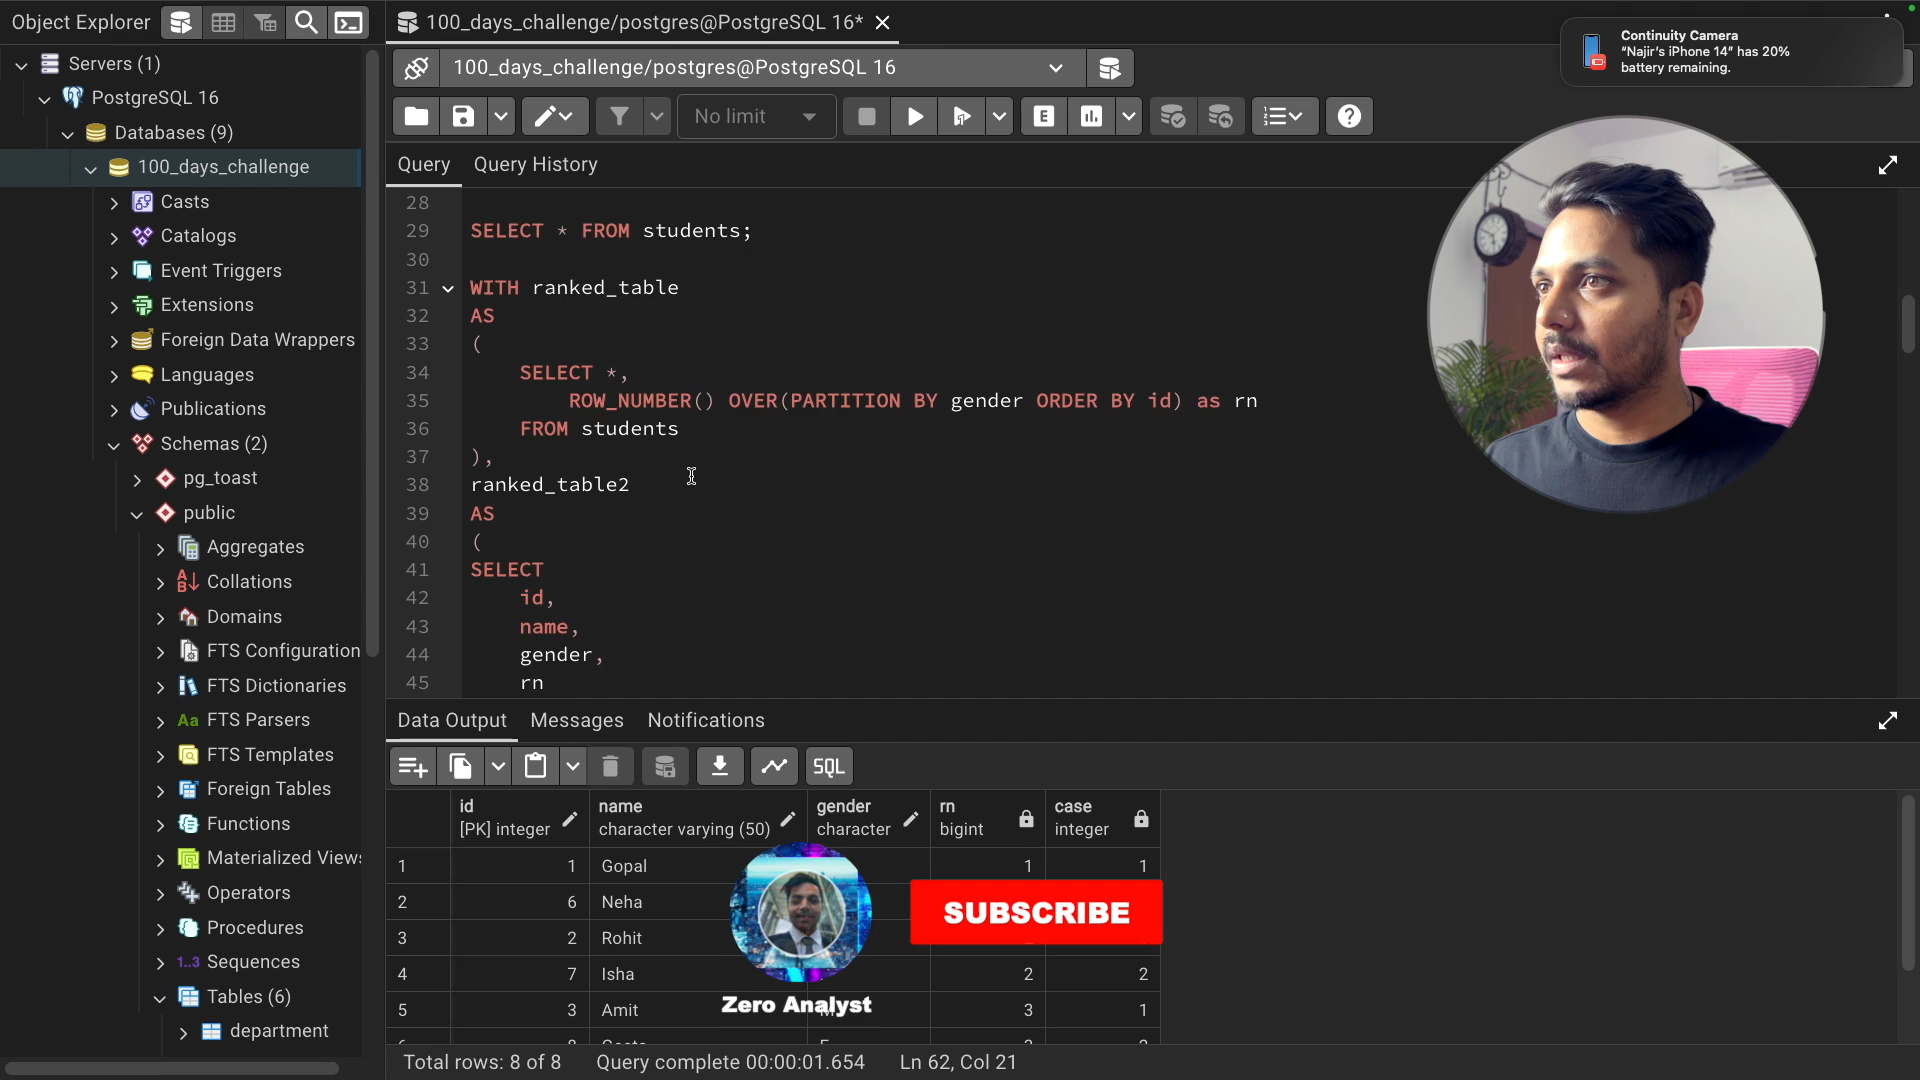 Object Explorer
100_days_challenge/postgres@PostgreSQL 16*
Continuity Camera
“Najir’s iPhone 14” has 20%
battery remaining.
100_days_challenge/postgres@PostgreSQL 16
No limit
E
Query
Query History
Servers (1)
PostgreSQL 16
Databases (9)
100_days_challenge
Casts
Catalogs
Event Triggers
Extensions
Foreign Data Wrappers
Languages
Publications
Schemas (2)
pg_toast
public
Aggregates
Collations
Domains
FTS Configuration
FTS Dictionaries
Aa FTS Parsers
FTS Templates
Foreign Tables
Functions
Materialized Views
Operators
Procedures
1..3 Sequences
Tables (6)
department
28
29 SELECT * FROM students;
30
31 WITH ranked_table
32 AS
33 (
34 SELECT *,
35 ROW_NUMBER() OVER(PARTITION BY gender ORDER BY id) as rn
36 FROM students
37 ),
38 ranked_table2
39 AS
40 (
41 SELECT
42 id,
43 name,
44 gender,
45 rn
Data Output
Messages
Notifications
SQL
id name gender rn case
[PK] integer character varying (50) character bigint integer
1 1 Gopal 1 1
2 6 Neha
3 2 Rohit
4 7 Isha 2 2
5 3 Amit 3 1
SUBSCRIBE
Zero Analyst
Total rows: 8 of 8
Query complete 00:00:01.654
Ln 62, Col 21